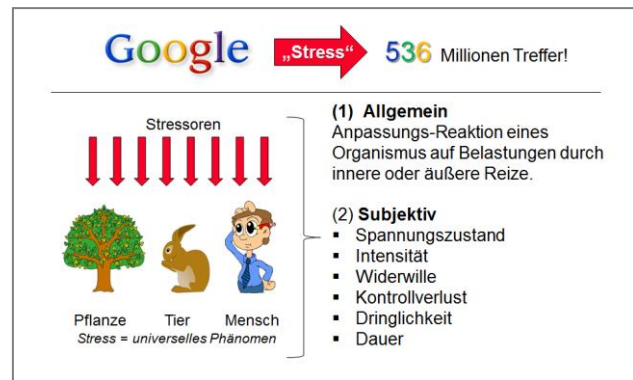 Google „Stress“ 536 Millionen Treffer!
Stressoren
Pflanze Tier Mensch
Stress = universelles Phänomen
(1) Allgemein
Anpassungs-Reaktion eines
Organismus auf Belastungen durch
innere oder äußere Reize.
(2) Subjektiv
▪ Spannungszustand
▪ Intensität
▪ Widerwille
▪ Kontrollverlust
▪ Dringlichkeit
▪ Dauer